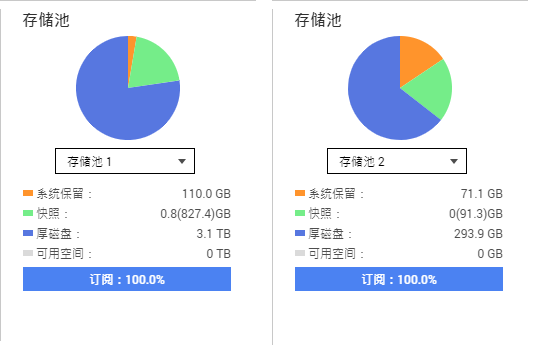 存储池
存储池 1
系统保留： 110.0 GB
快照： 0.8(827.4)GB
厚磁盘： 3.1 TB
可用空间： 0 TB
订阅：100.0%
存储池
存储池 2
系统保留： 71.1 GB
快照： 0(91.3)GB
厚磁盘： 293.9 GB
可用空间： 0 GB
订阅：100.0%